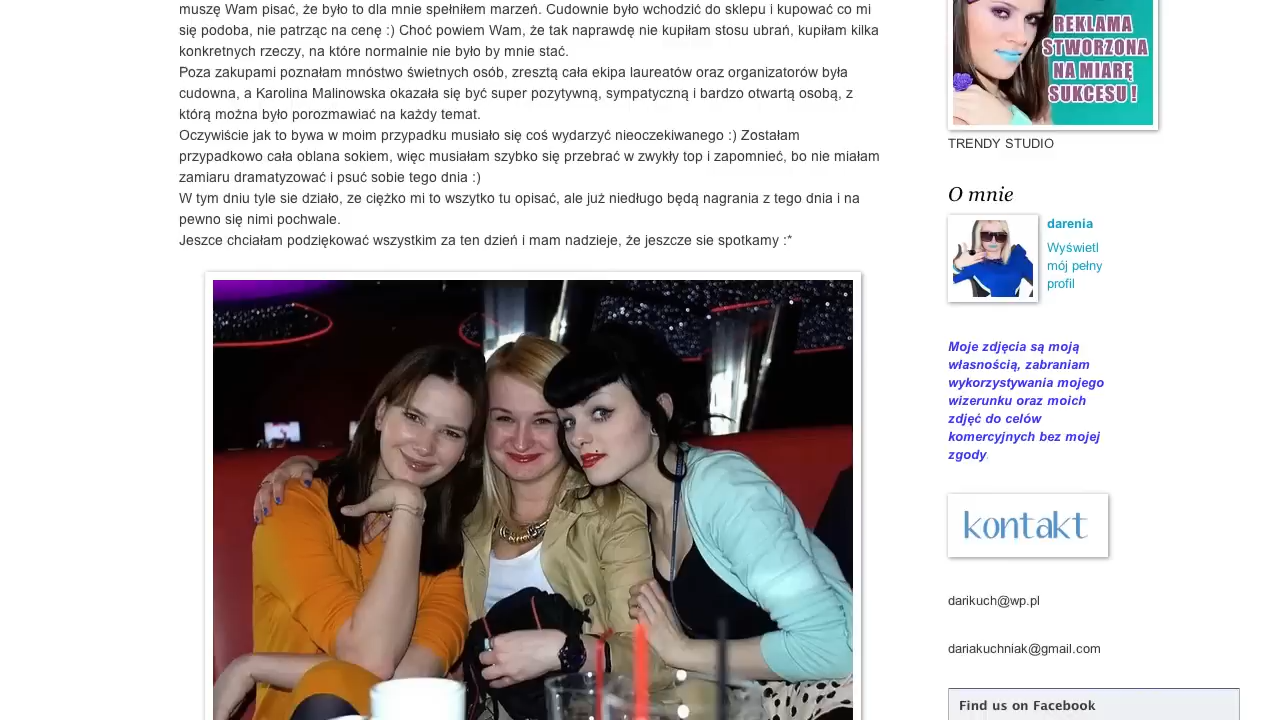 muszę Wam pisać, że było to dla mnie spełniłem marzeń. Cudownie było wchodzić do sklepu i kupować co mi
się podoba, nie patrząc na cenę :) Choć powiem Wam, że tak naprawdę nie kupiłam stosu ubrań, kupiłam kilka
konkretnych rzeczy, na które normalnie nie było by mnie stać.
Poza zakupami poznałam mnóstwo świetnych osób, zresztą cała ekipa laureatów oraz organizatorów była
cudowna, a Karolina Malinowska okazała się być super pozytywną, sympatyczną i bardzo otwartą osobą, z
którą można było porozmawiać na każdy temat.
Oczywiście jak to bywa w moim przypadku musiało się coś wydarzyć nieoczekiwanego :) Zostałam
przypadkowo cała oblana sokiem, więc musiałam szybko się przebrać w zwykły top i zapomnieć, bo nie miałam
zamiaru dramatyzować i psuć sobie tego dnia :)
W tym dniu tyle sie działo, ze ciężko mi to wszytko tu opisać, ale już niedługo będą nagrania z tego dnia i na
pewno się nimi pochwale.
Jeszce chciałam podziękować wszystkim za ten dzień i mam nadzieje, że jeszcze sie spotkamy :*
REKLAMA
STWORZONA
NA MIARĘ
SUKCESU !
TRENDY STUDIO
O mnie
darenia
Wyświetl
mój pełny
profil
Moje zdjęcia są moją
własnością, zabraniam
wykorzystywania mojego
wizerunku oraz moich
zdjęć do celów
komercyjnych bez mojej
zgody.
kontakt
darikuch@wp.pl
dariakuchniak@gmail.com
Find us on Facebook